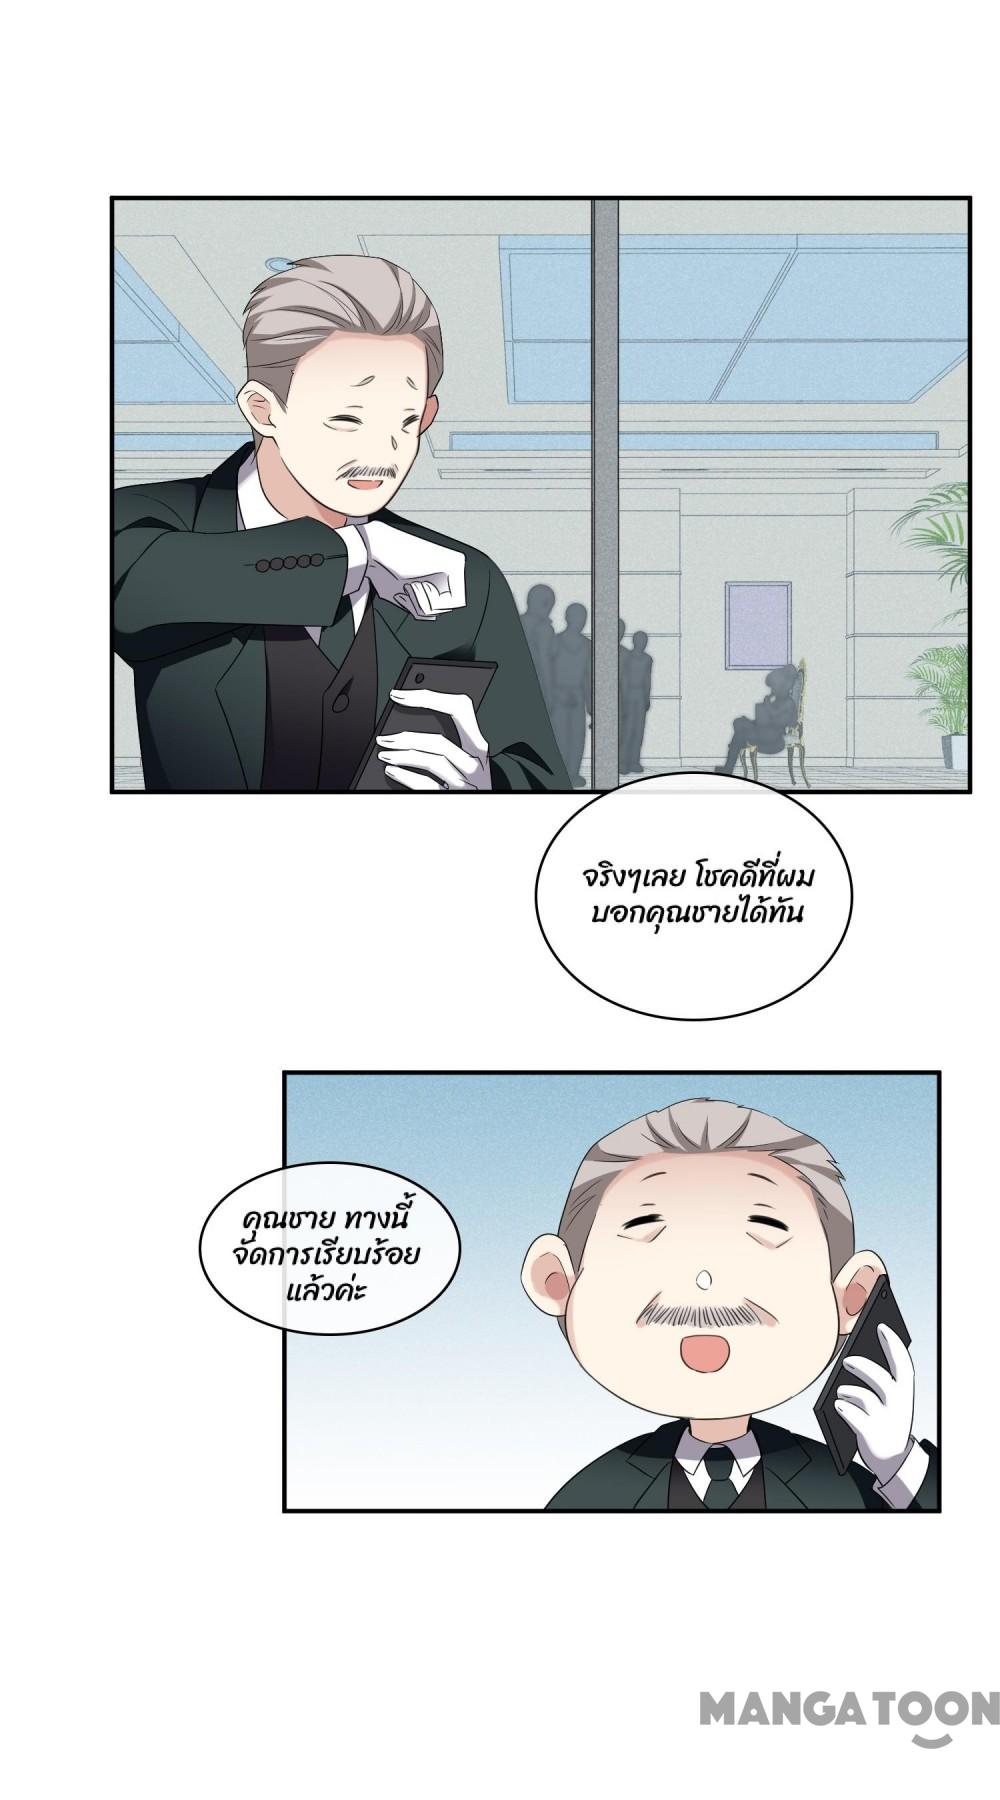 จริงๆเลย โชคดีที่ผม
บอกคุณชายได้ทัน
คุณชาย ทางนี้
จัดการเรียบร้อย
แล้วค่ะ
MANGATOON